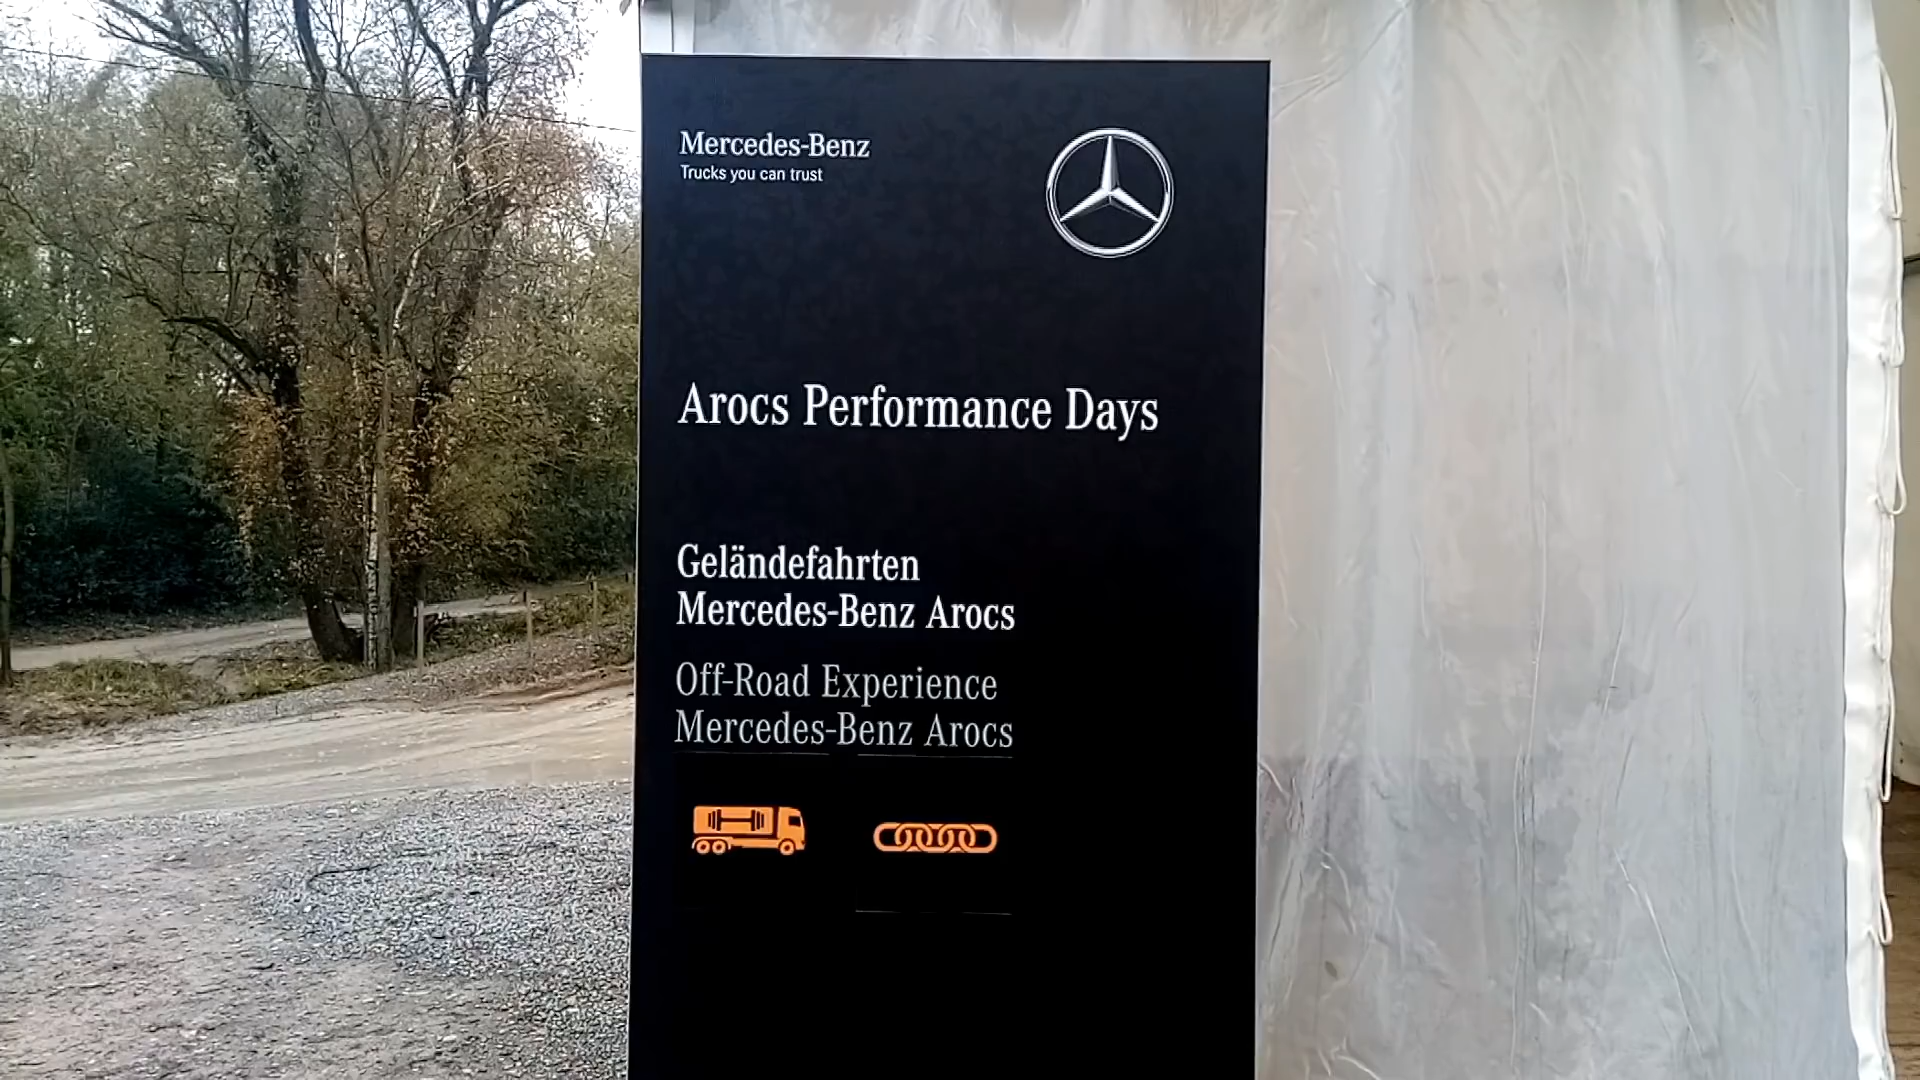 Mercedes-Benz
Trucks you can trust
Arocs Performance Days
Geländefahrten
Mercedes-Benz Arocs
Off-Road Experience
Mercedes-Benz Arocs